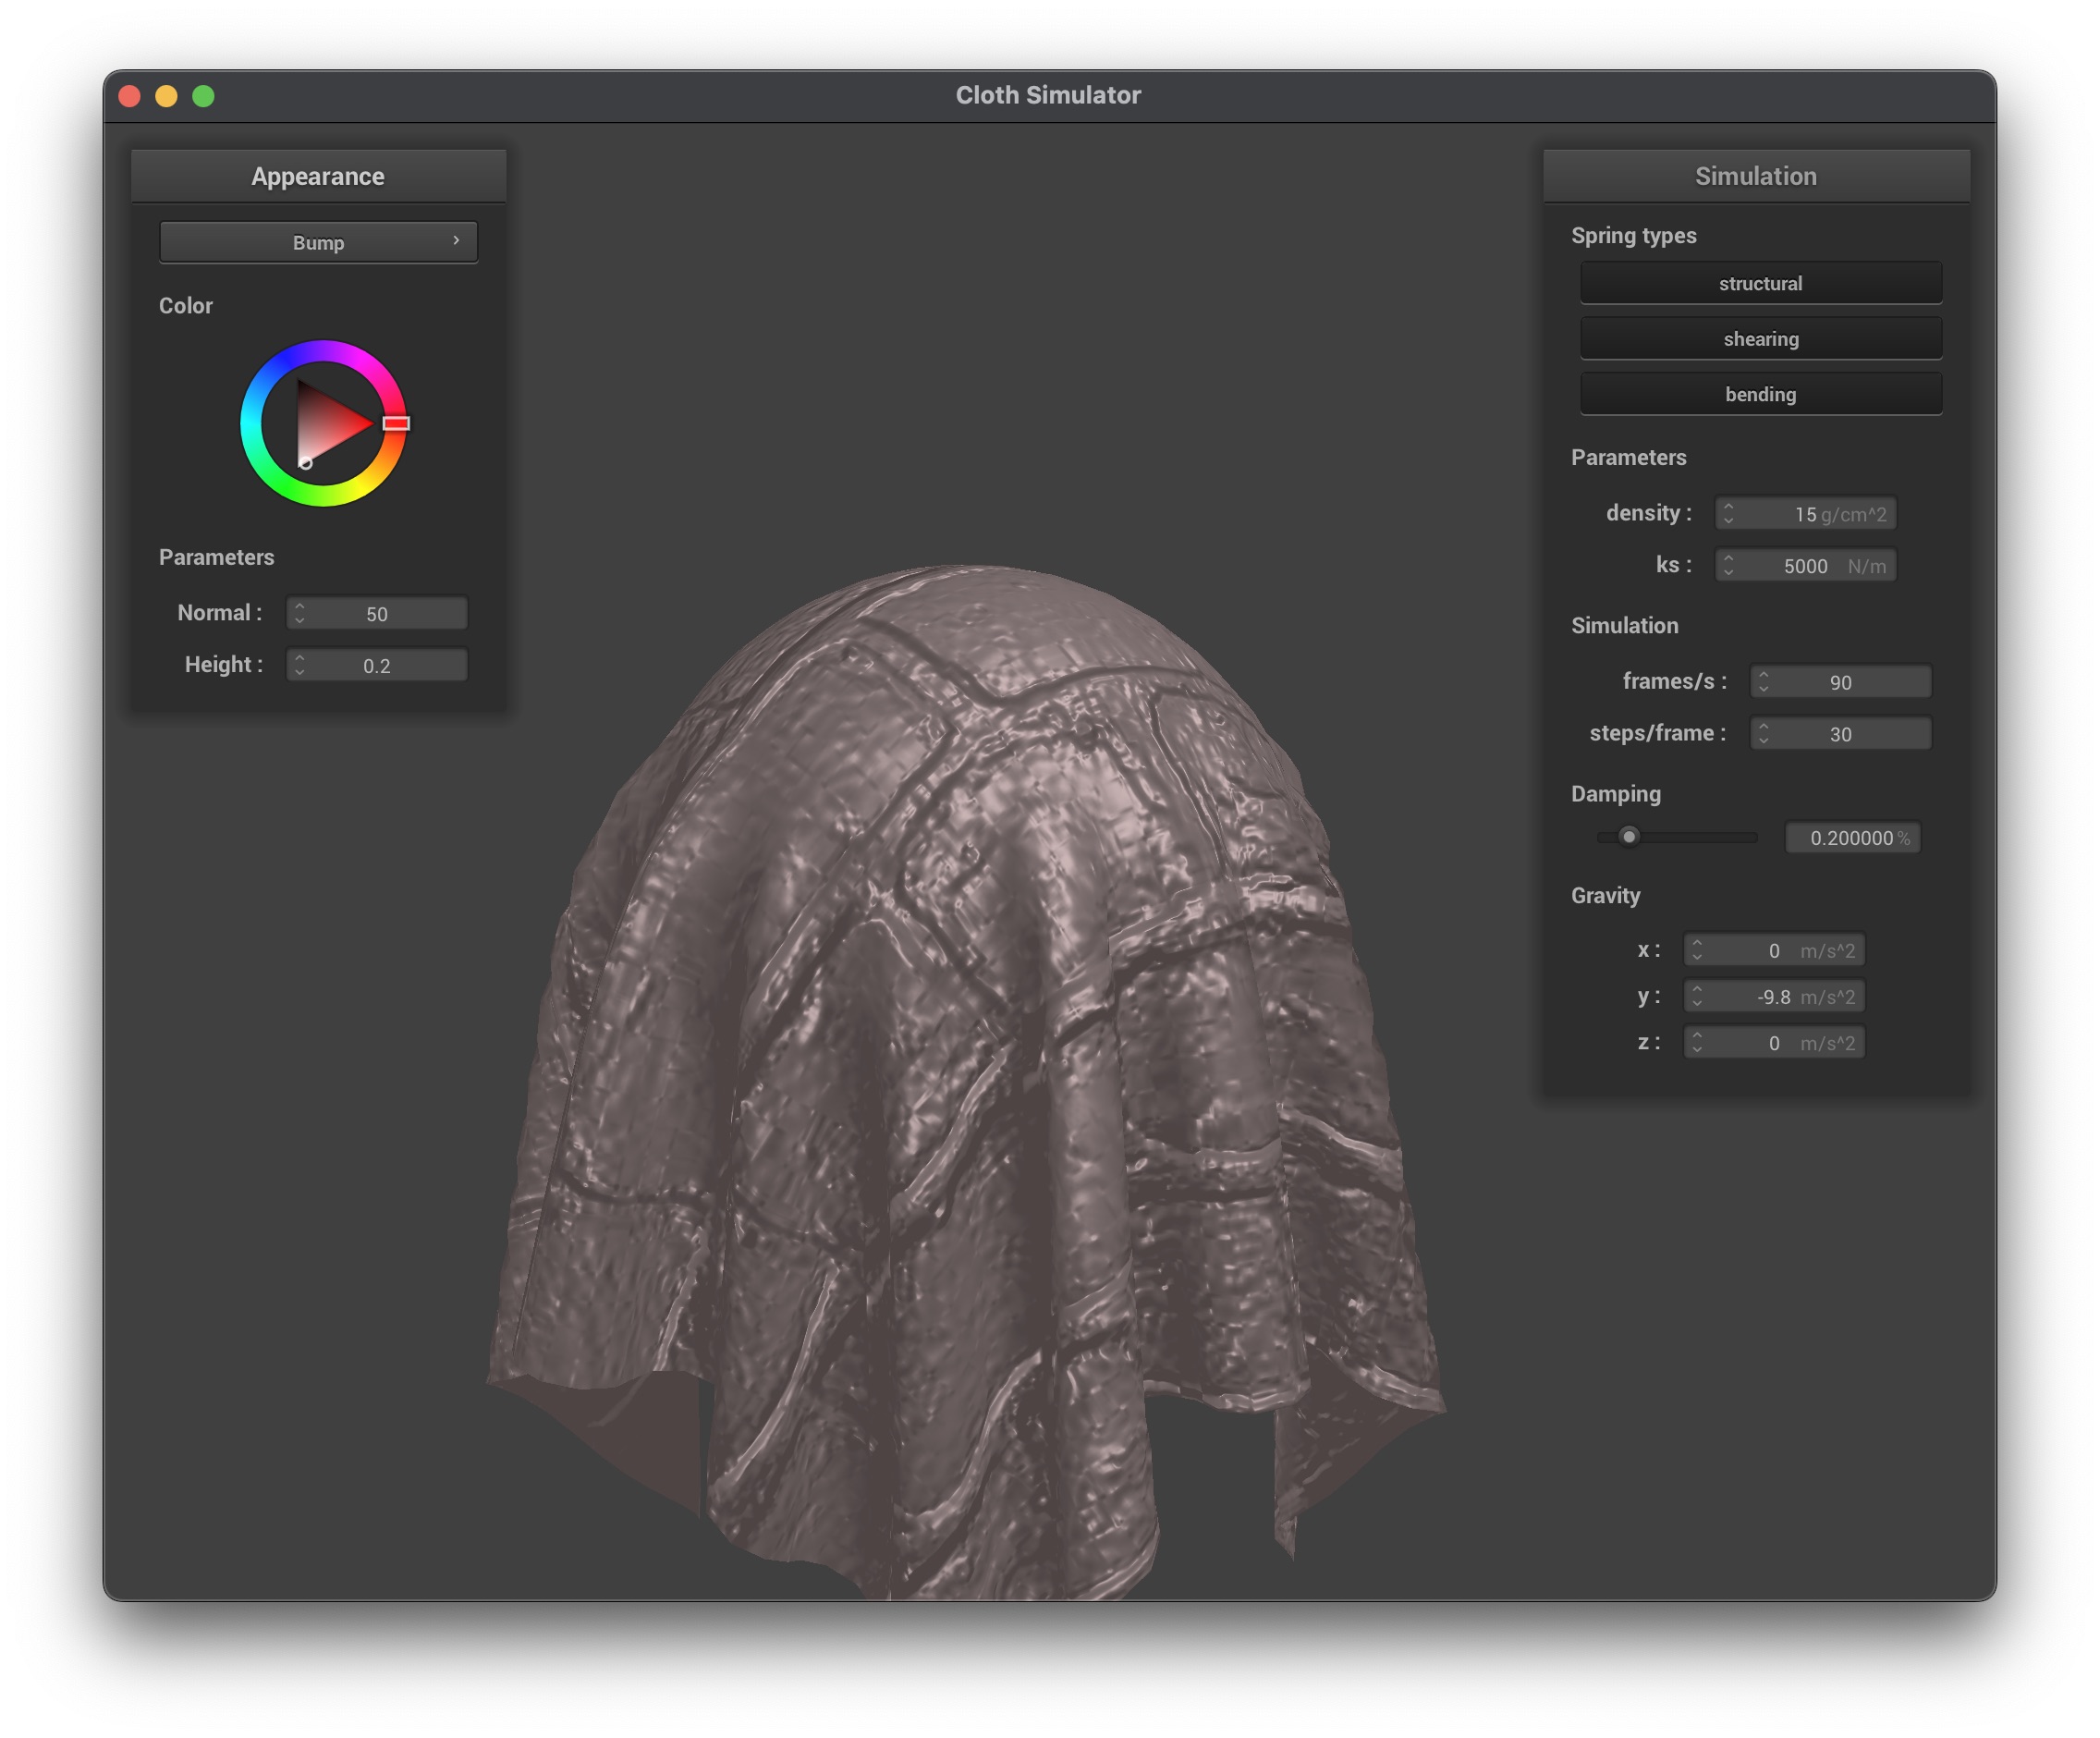 Cloth Simulator
Appearance
Bump
Color
Parameters
Normal : 50
Height : 0.2
Simulation
Spring types
structural
shearing
bending
Parameters
density : 15 g/cm^2
ks : 5000 N/m
Simulation
frames/s : 90
steps/frame : 30
Damping
0.200000 %
Gravity
x : 0 m/s^2
y : -9.8 m/s^2
z : 0 m/s^2